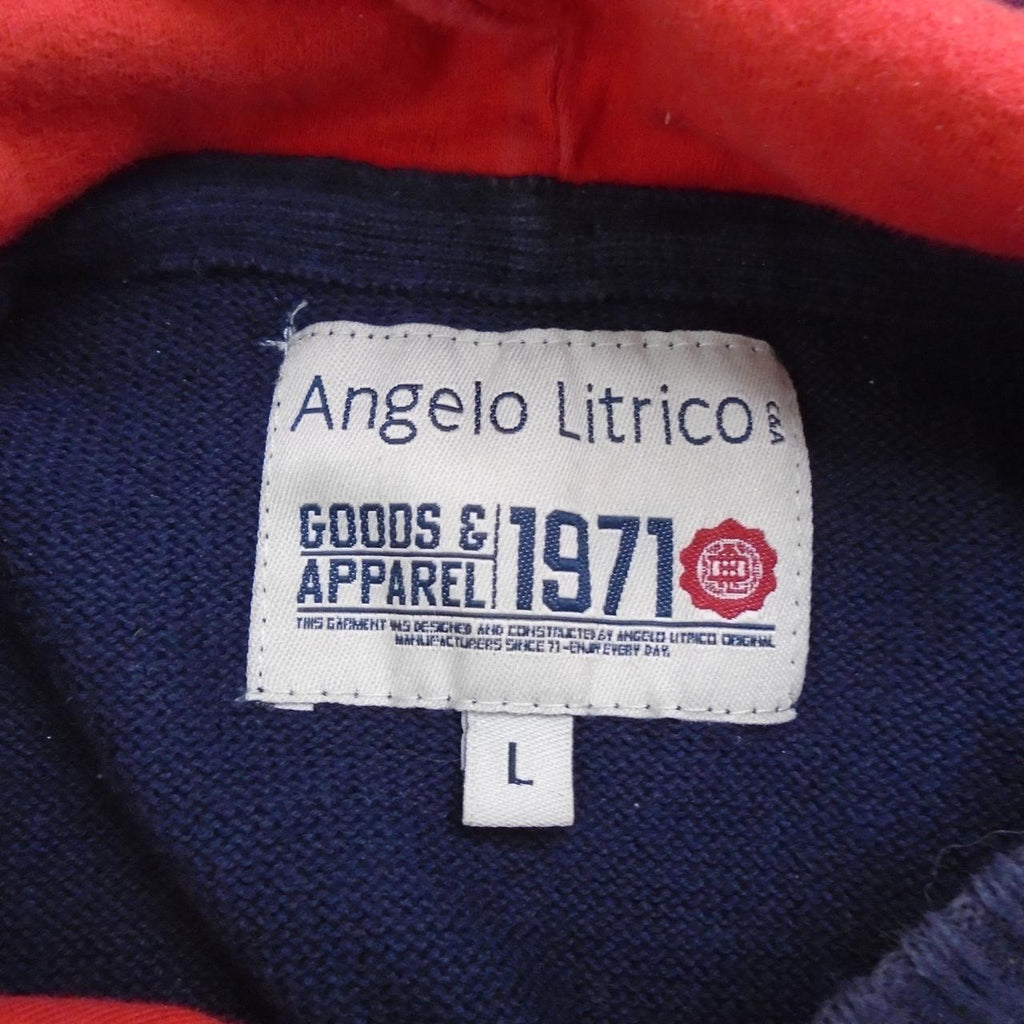 Angelo Litrico C&A
GOODS & 1971
APPAREL
THIS GARMENT WAS DESIGNED AND CONSTRUCTED BY ANGELO LITRICO ORIGINAL
MANUFACTURERS SINCE 71-ENJOY EVERY DAY.
L